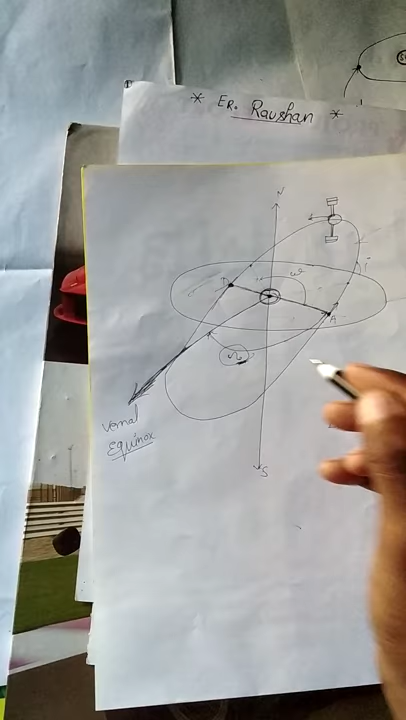 * ER. Raushan *
N
i
ω
D
A
Ω
Vernal
Equinox
S